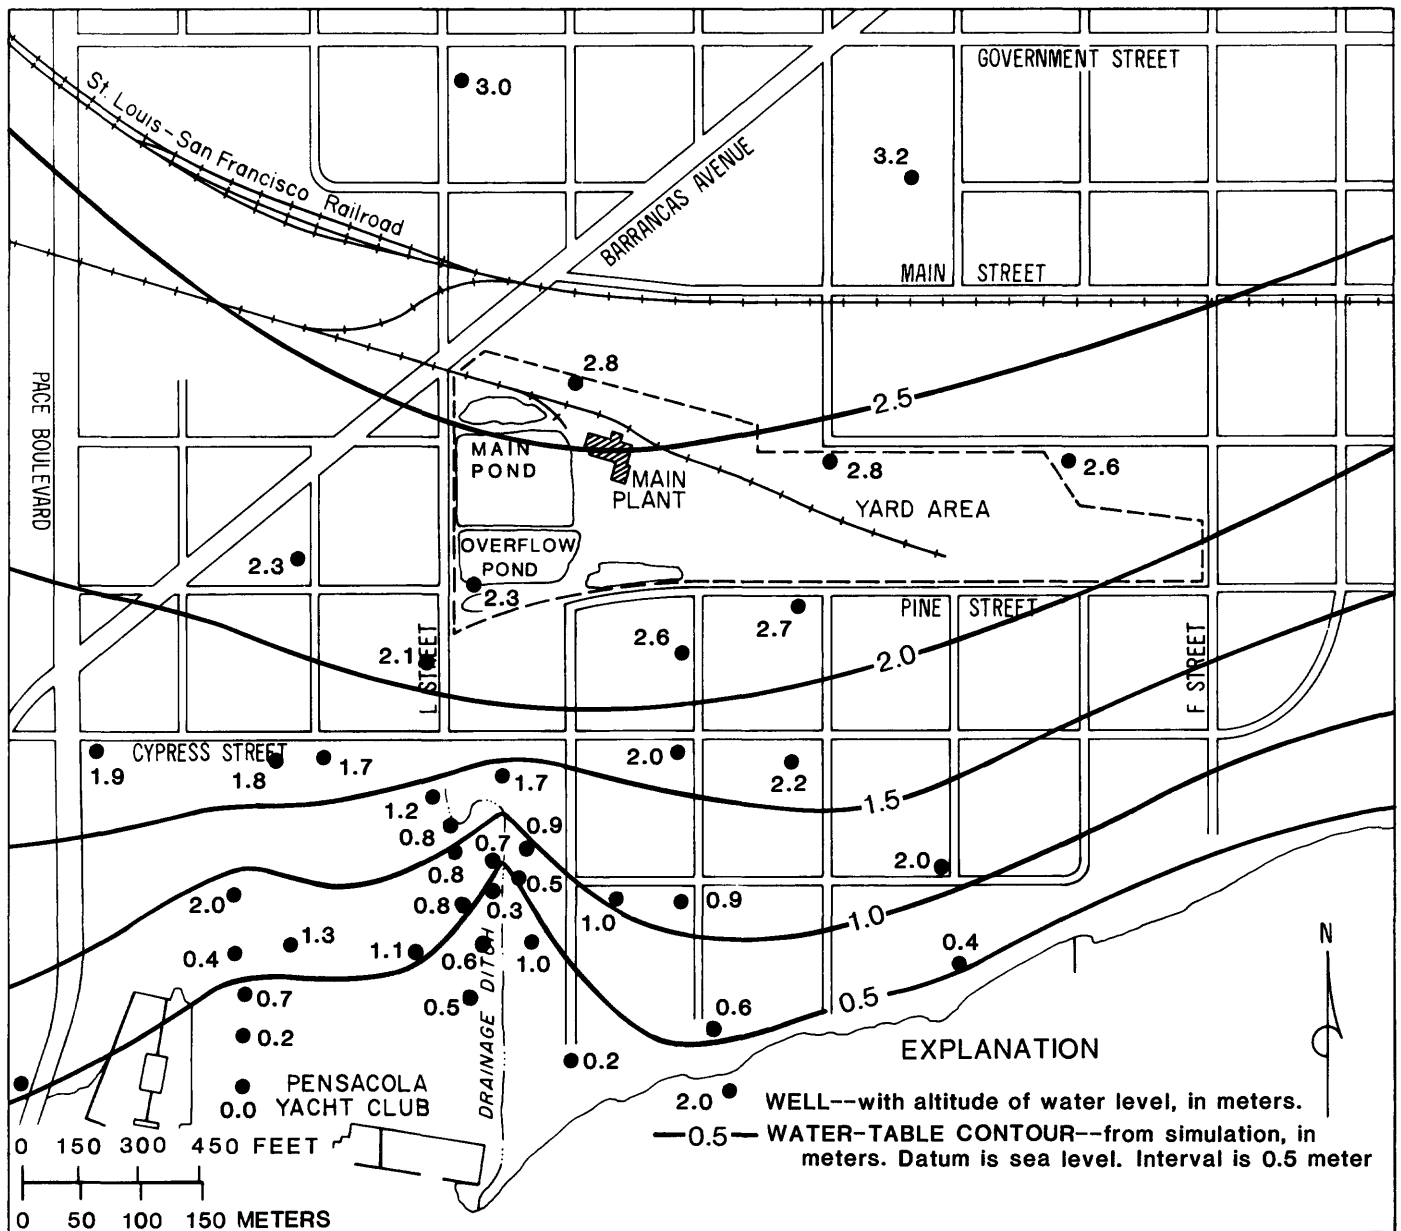 GOVERNMENT STREET
3.0
St. Louis-San Francisco Railroad
3.2
BARRANCAS AVENUE
MAIN STREET
2.8
2.5
PACE BOULEVARD
MAIN
POND
MAIN
PLANT
2.8
2.6
YARD AREA
OVERFLOW
POND
2.3
2.3
PINE STREET
2.7
2.6
2.1
L STREET
2.0
F STREET
CYPRESS STREET
1.9
1.8
1.7
1.7
2.0
2.2
1.5
1.2
0.8
0.9
0.7
0.8
0.5
2.0
2.0
0.8
0.3
1.0
0.9
1.0
1.3
0.4
1.1
0.6
1.0
0.4
N
0.7
0.5
DRAINAGE DITCH
0.5
0.6
0.2
0.2
EXPLANATION
PENSACOLA
YACHT CLUB
0.0
2.0 WELL--with altitude of water level, in meters.
0.5 WATER-TABLE CONTOUR--from simulation, in
meters. Datum is sea level. Interval is 0.5 meter
0 150 300 450 FEET
0 50 100 150 METERS